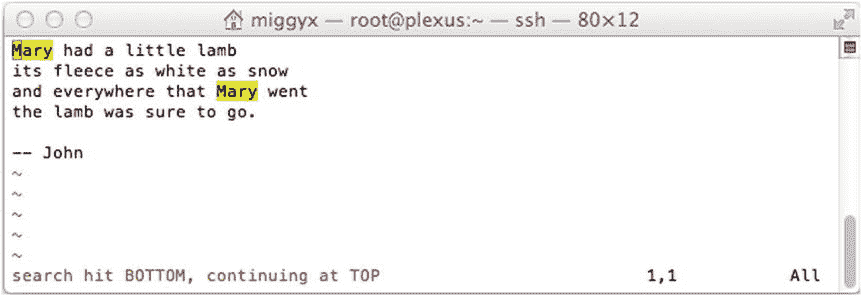 miggyx — root@plexus:~ — ssh — 80×12
Mary had a little lamb
its fleece as white as snow
and everywhere that Mary went
the lamb was sure to go.

-- John
~
~
~
~
~
search hit BOTTOM, continuing at TOP 1,1 All